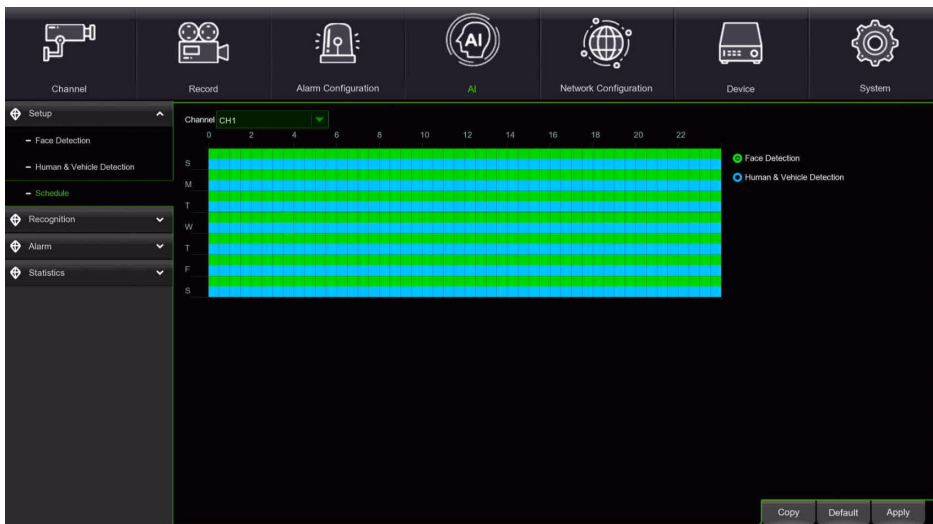 AI
Channel Record Alarm Configuration AI Network Configuration Device System
Setup
– Face Detection
– Human & Vehicle Detection
– Schedule
Recognition
Alarm
Statistics
Channel CH1
0 2 4 6 8 10 12 14 16 18 20 22
S
M
T
W
T
F
S
Face Detection
Human & Vehicle Detection
Copy Default Apply